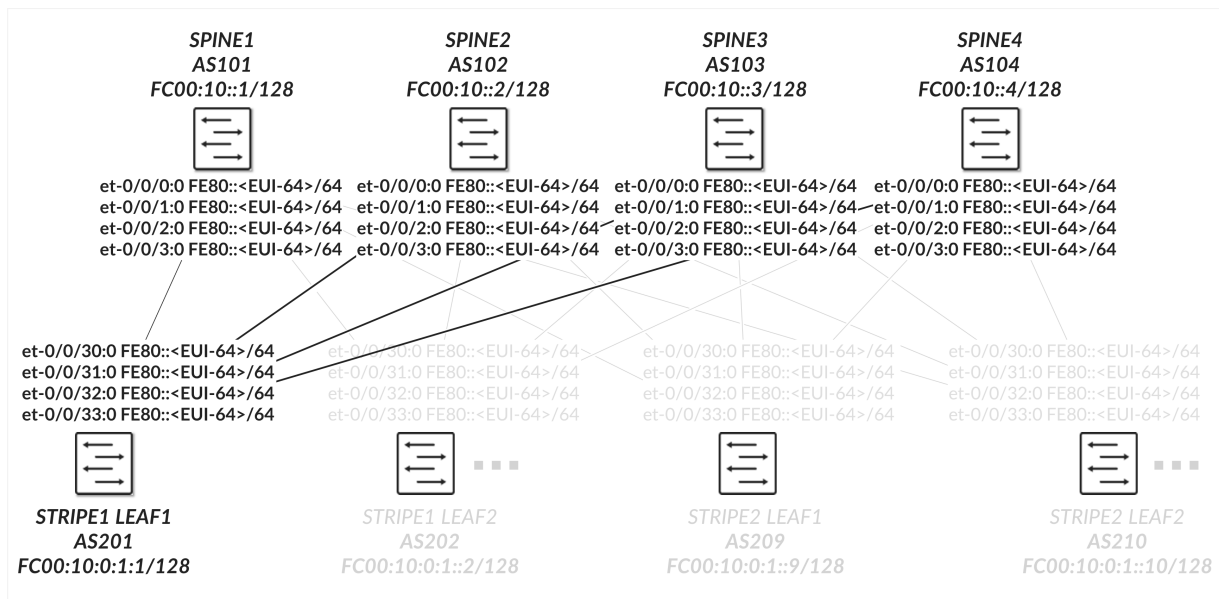 SPINE1
AS101
FC00:10::1/128
SPINE2
AS102
FC00:10::2/128
SPINE3
AS103
FC00:10::3/128
SPINE4
AS104
FC00:10::4/128
et-0/0/0:0 FE80::<EUI-64>/64
et-0/0/1:0 FE80::<EUI-64>/64
et-0/0/2:0 FE80::<EUI-64>/64
et-0/0/3:0 FE80::<EUI-64>/64
et-0/0/0:0 FE80::<EUI-64>/64
et-0/0/1:0 FE80::<EUI-64>/64
et-0/0/2:0 FE80::<EUI-64>/64
et-0/0/3:0 FE80::<EUI-64>/64
et-0/0/0:0 FE80::<EUI-64>/64
et-0/0/1:0 FE80::<EUI-64>/64
et-0/0/2:0 FE80::<EUI-64>/64
et-0/0/3:0 FE80::<EUI-64>/64
et-0/0/0:0 FE80::<EUI-64>/64
et-0/0/1:0 FE80::<EUI-64>/64
et-0/0/2:0 FE80::<EUI-64>/64
et-0/0/3:0 FE80::<EUI-64>/64
et-0/0/30:0 FE80::<EUI-64>/64
et-0/0/31:0 FE80::<EUI-64>/64
et-0/0/32:0 FE80::<EUI-64>/64
et-0/0/33:0 FE80::<EUI-64>/64
et-0/0/30:0 FE80::<EUI-64>/64
et-0/0/31:0 FE80::<EUI-64>/64
et-0/0/32:0 FE80::<EUI-64>/64
et-0/0/33:0 FE80::<EUI-64>/64
et-0/0/30:0 FE80::<EUI-64>/64
et-0/0/31:0 FE80::<EUI-64>/64
et-0/0/32:0 FE80::<EUI-64>/64
et-0/0/33:0 FE80::<EUI-64>/64
et-0/0/30:0 FE80::<EUI-64>/64
et-0/0/31:0 FE80::<EUI-64>/64
et-0/0/32:0 FE80::<EUI-64>/64
et-0/0/33:0 FE80::<EUI-64>/64
STRIPE1 LEAF1
AS201
FC00:10:0:1:1/128
STRIPE1 LEAF2
AS202
FC00:10:0:1::2/128
STRIPE2 LEAF1
AS209
FC00:10:0:1::9/128
STRIPE2 LEAF2
AS210
FC00:10:0:1::10/128